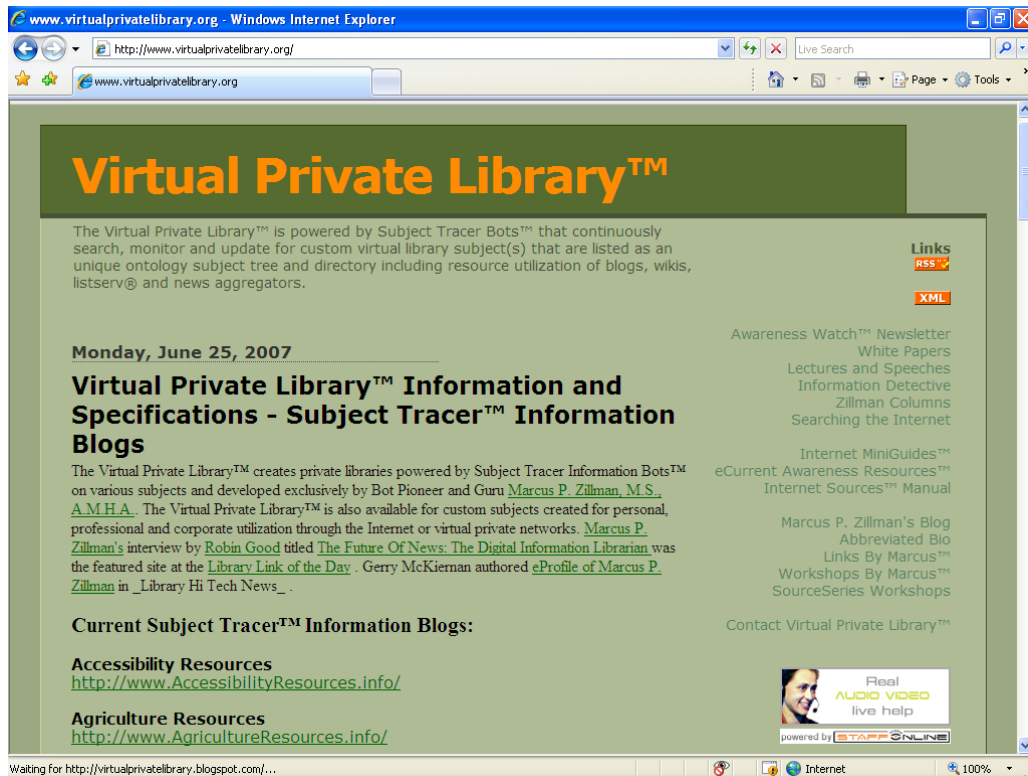 www.virtualprivatelibrary.org - Windows Internet Explorer
http://www.virtualprivatelibrary.org/
Live Search
www.virtualprivatelibrary.org
Page
Tools
Virtual Private Library™
The Virtual Private Library™ is powered by Subject Tracer Bots™ that continuously
search, monitor and update for custom virtual library subject(s) that are listed as an
unique ontology subject tree and directory including resource utilization of blogs, wikis,
listserv® and news aggregators.
Monday, June 25, 2007
Virtual Private Library™ Information and
Specifications - Subject Tracer™ Information
Blogs
The Virtual Private Library™ creates private libraries powered by Subject Tracer Information Bots™
on various subjects and developed exclusively by Bot Pioneer and Guru Marcus P. Zillman, M.S.,
A.M.H.A.. The Virtual Private Library™ is also available for custom subjects created for personal,
professional and corporate utilization through the Internet or virtual private networks. Marcus P.
Zillman's interview by Robin Good titled The Future Of News: The Digital Information Librarian was
the featured site at the Library Link of the Day . Gerry McKiernan authored eProfile of Marcus P.
Zillman in _Library Hi Tech News_ .
Current Subject Tracer™ Information Blogs:
Accessibility Resources
http://www.AccessibilityResources.info/
Agriculture Resources
http://www.AgricultureResources.info/
Links
RSS
XML
Awareness Watch™ Newsletter
White Papers
Lectures and Speeches
Information Detective
Zillman Columns
Searching the Internet
Internet MiniGuides™
eCurrent Awareness Resources™
Internet Sources™ Manual
Marcus P. Zillman's Blog
Abbreviated Bio
Links By Marcus™
Workshops By Marcus™
SourceSeries Workshops
Contact Virtual Private Library™
Real
AUDIO VIDEO
live help
powered by STAFF ONLINE
Waiting for http://virtualprivatelibrary.blogspot.com/...
Internet
100%